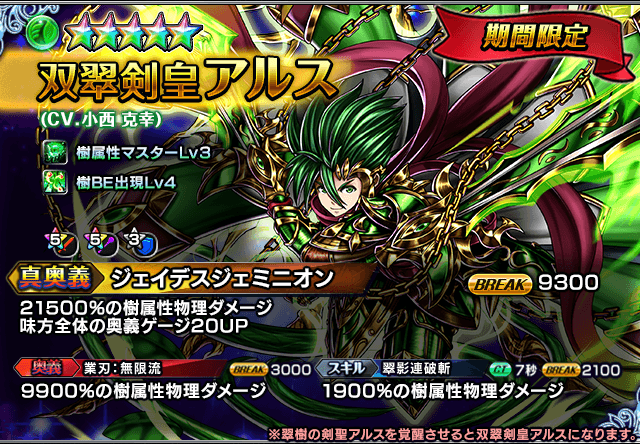 期間限定
双翠剣皇アルス
(CV.小西 克幸)
樹属性マスターLv3
樹BE出現Lv4
5 5 3
真奥義 ジェイデスジェミニオン BREAK 9300
21500%の樹属性物理ダメージ
味方全体の奥義ゲージ20UP
奥義 業刃:無限流 BREAK 3000 スキル 翠影連破斬 CT 7秒 BREAK 2100
9900%の樹属性物理ダメージ 1900%の樹属性物理ダメージ
※翠樹の剣聖アルスを覚醒させると双翠剣皇アルスになります